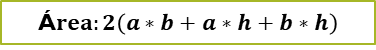 Área: 2(a * b + a * h + b * h)